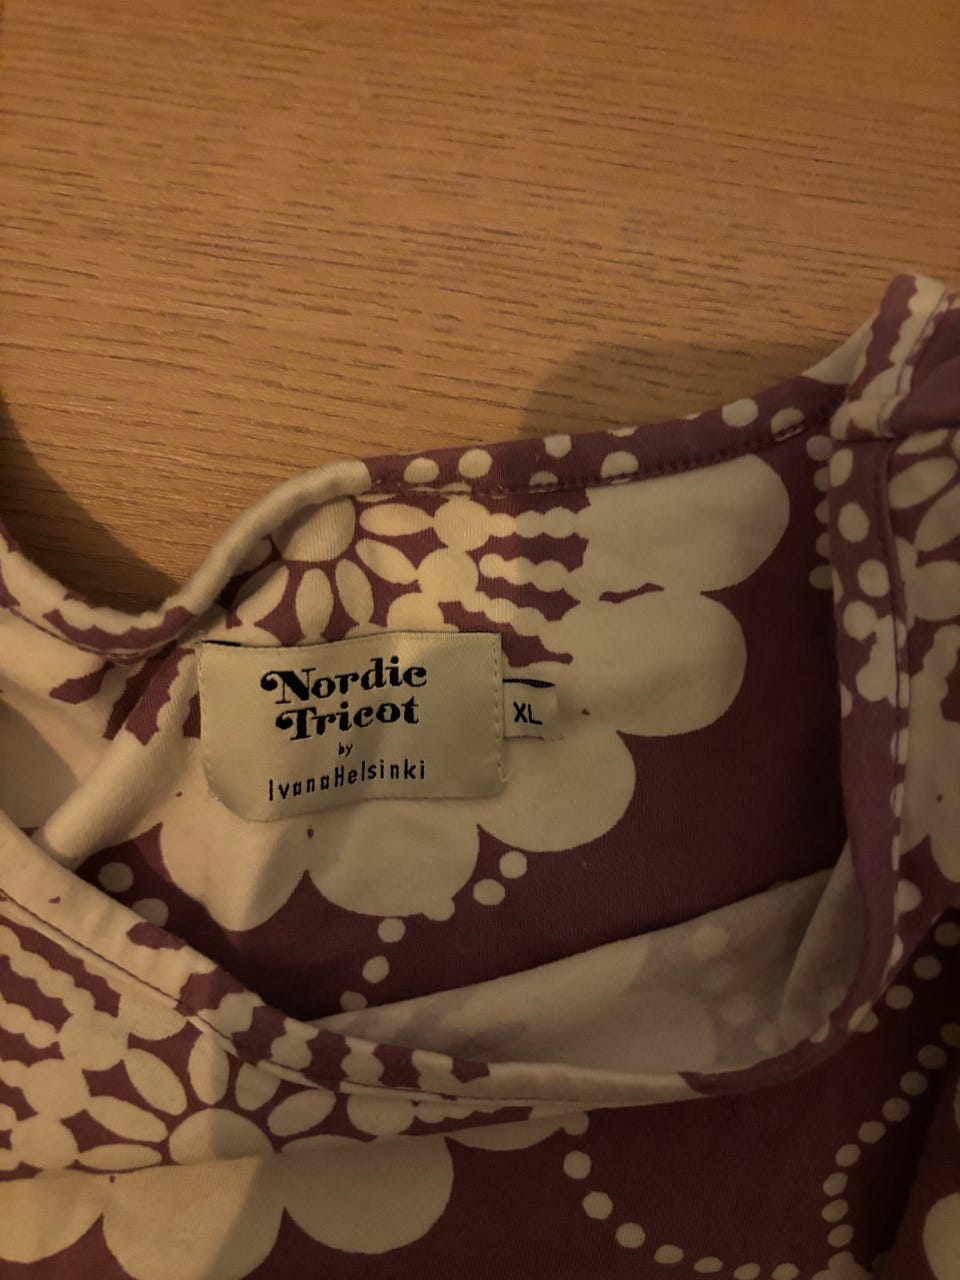 Nordic
Tricot
by
IvanaHelsinki
XL